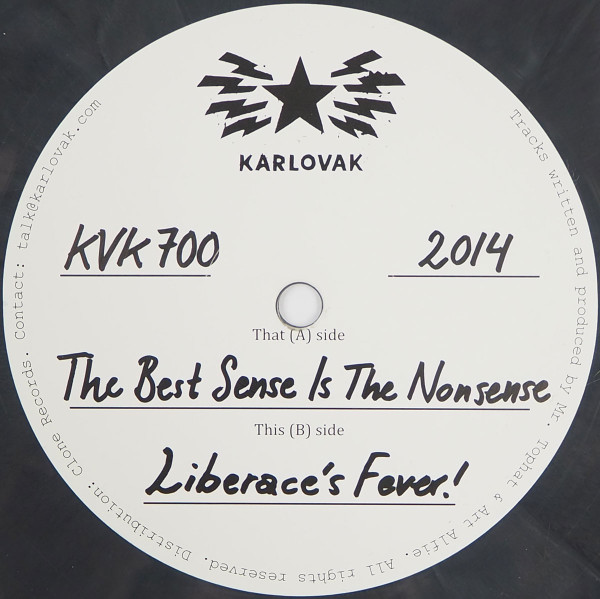 KARLOVAK
KVK700
2014
That (A) side
The Best Sense Is The Nonsense
This (B) side
Liberace's Fever!
Tracks written and produced by Mr. Tophat & Art Alfie. All rights reserved. Distribution: Clone Records. Contact: talk@karlovak.com